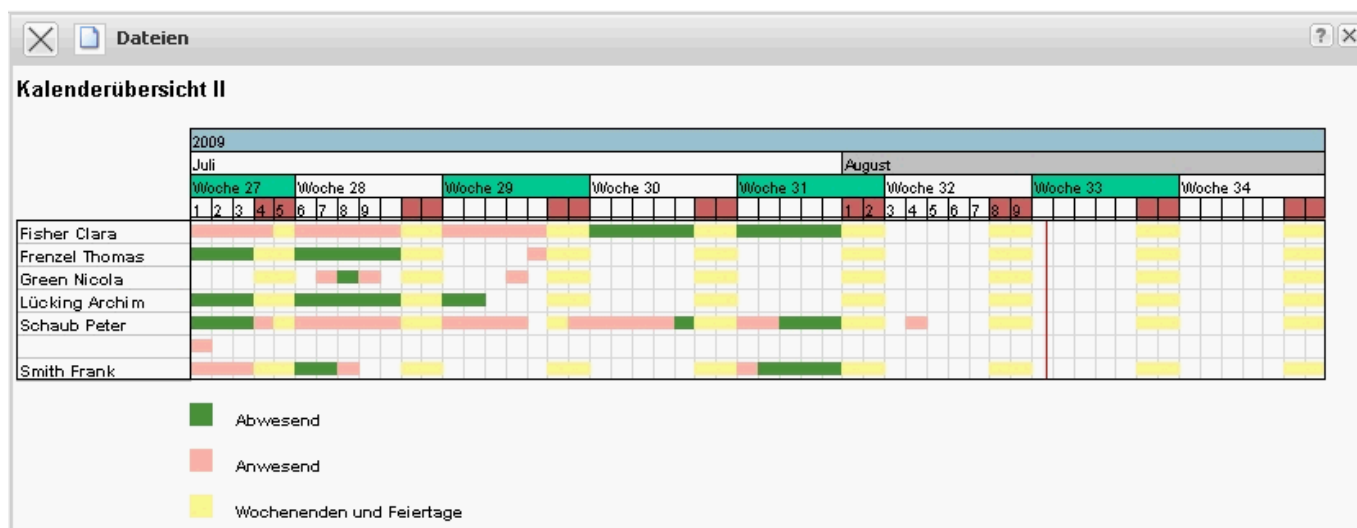 Dateien
?
Kalenderübersicht II
2009
Juli August
Woche 27 Woche 28 Woche 29 Woche 30 Woche 31 Woche 32 Woche 33 Woche 34
1 2 3 4 5 6 7 8 9 1 2 3 4 5 6 7 8 9
Fisher Clara
Frenzel Thomas
Green Nicola
Lücking Archim
Schaub Peter
Smith Frank
Abwesend
Anwesend
Wochenenden und Feiertage